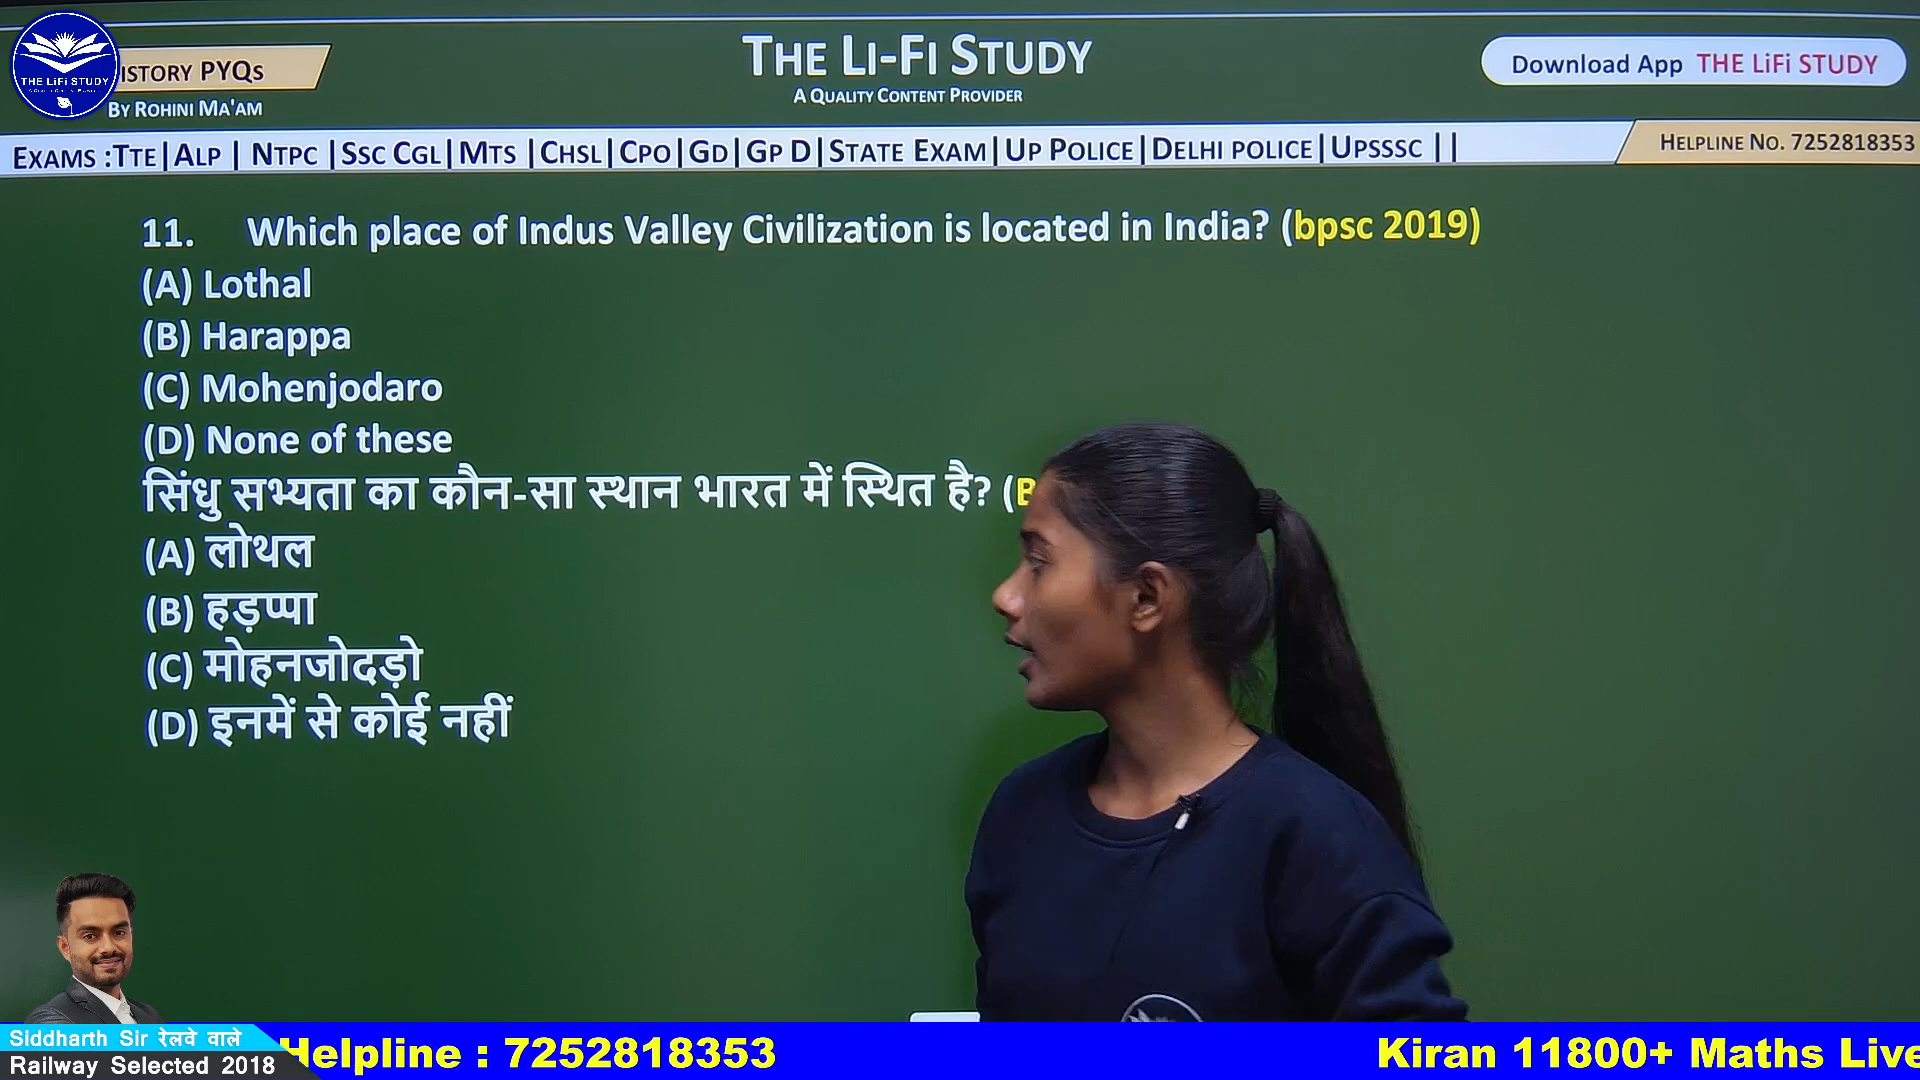 THE LiFi STUDY
ISTORY PYQs
BY ROHINI MA'AM
THE LI-FI STUDY
A QUALITY CONTENT PROVIDER
Download App THE LiFi STUDY
EXAMS :TTE|ALP | NTPC |SSC CGL|MTS |CHSL|CPO|GD|GP D|STATE EXAM|UP POLICE|DELHI POLICE|UPSSSC ||
HELPLINE NO. 7252818353
11. Which place of Indus Valley Civilization is located in India? (bpsc 2019)
(A) Lothal
(B) Harappa
(C) Mohenjodaro
(D) None of these
सिंधु सभ्यता का कौन-सा स्थान भारत में स्थित है? (B
(A) लोथल
(B) हड़प्पा
(C) मोहनजोदड़ो
(D) इनमें से कोई नहीं
Siddharth Sir रेलवे वाले
Railway Selected 2018
Helpline : 7252818353
Kiran 11800+ Maths Live